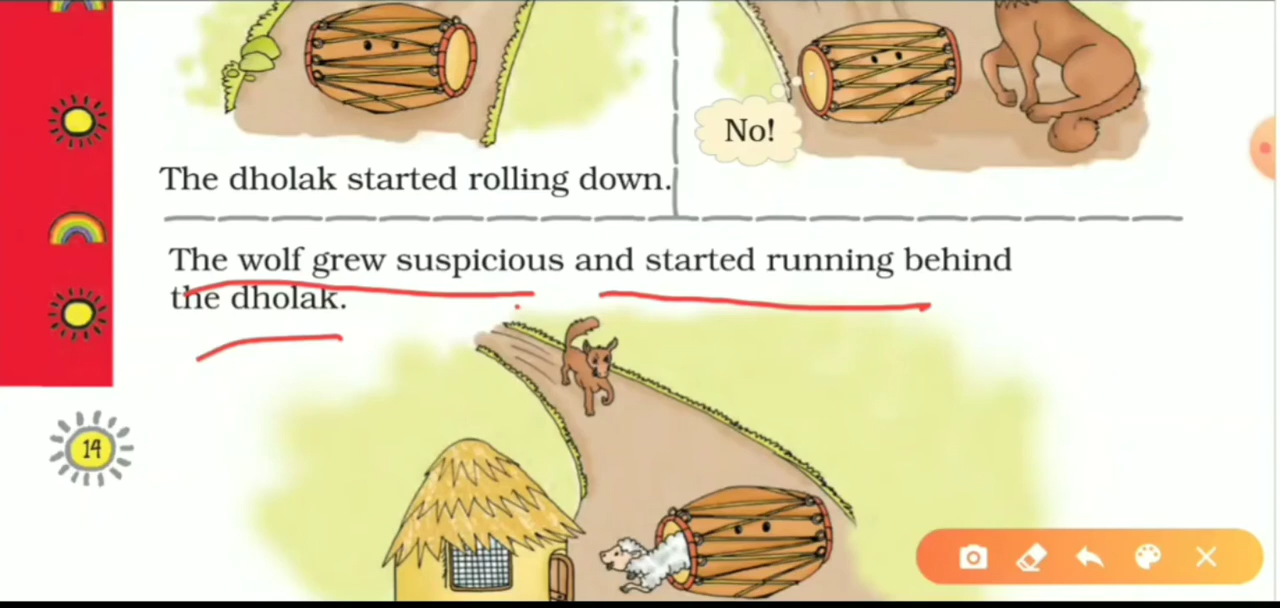 No!
The dholak started rolling down.
The wolf grew suspicious and started running behind
the dholak.
14